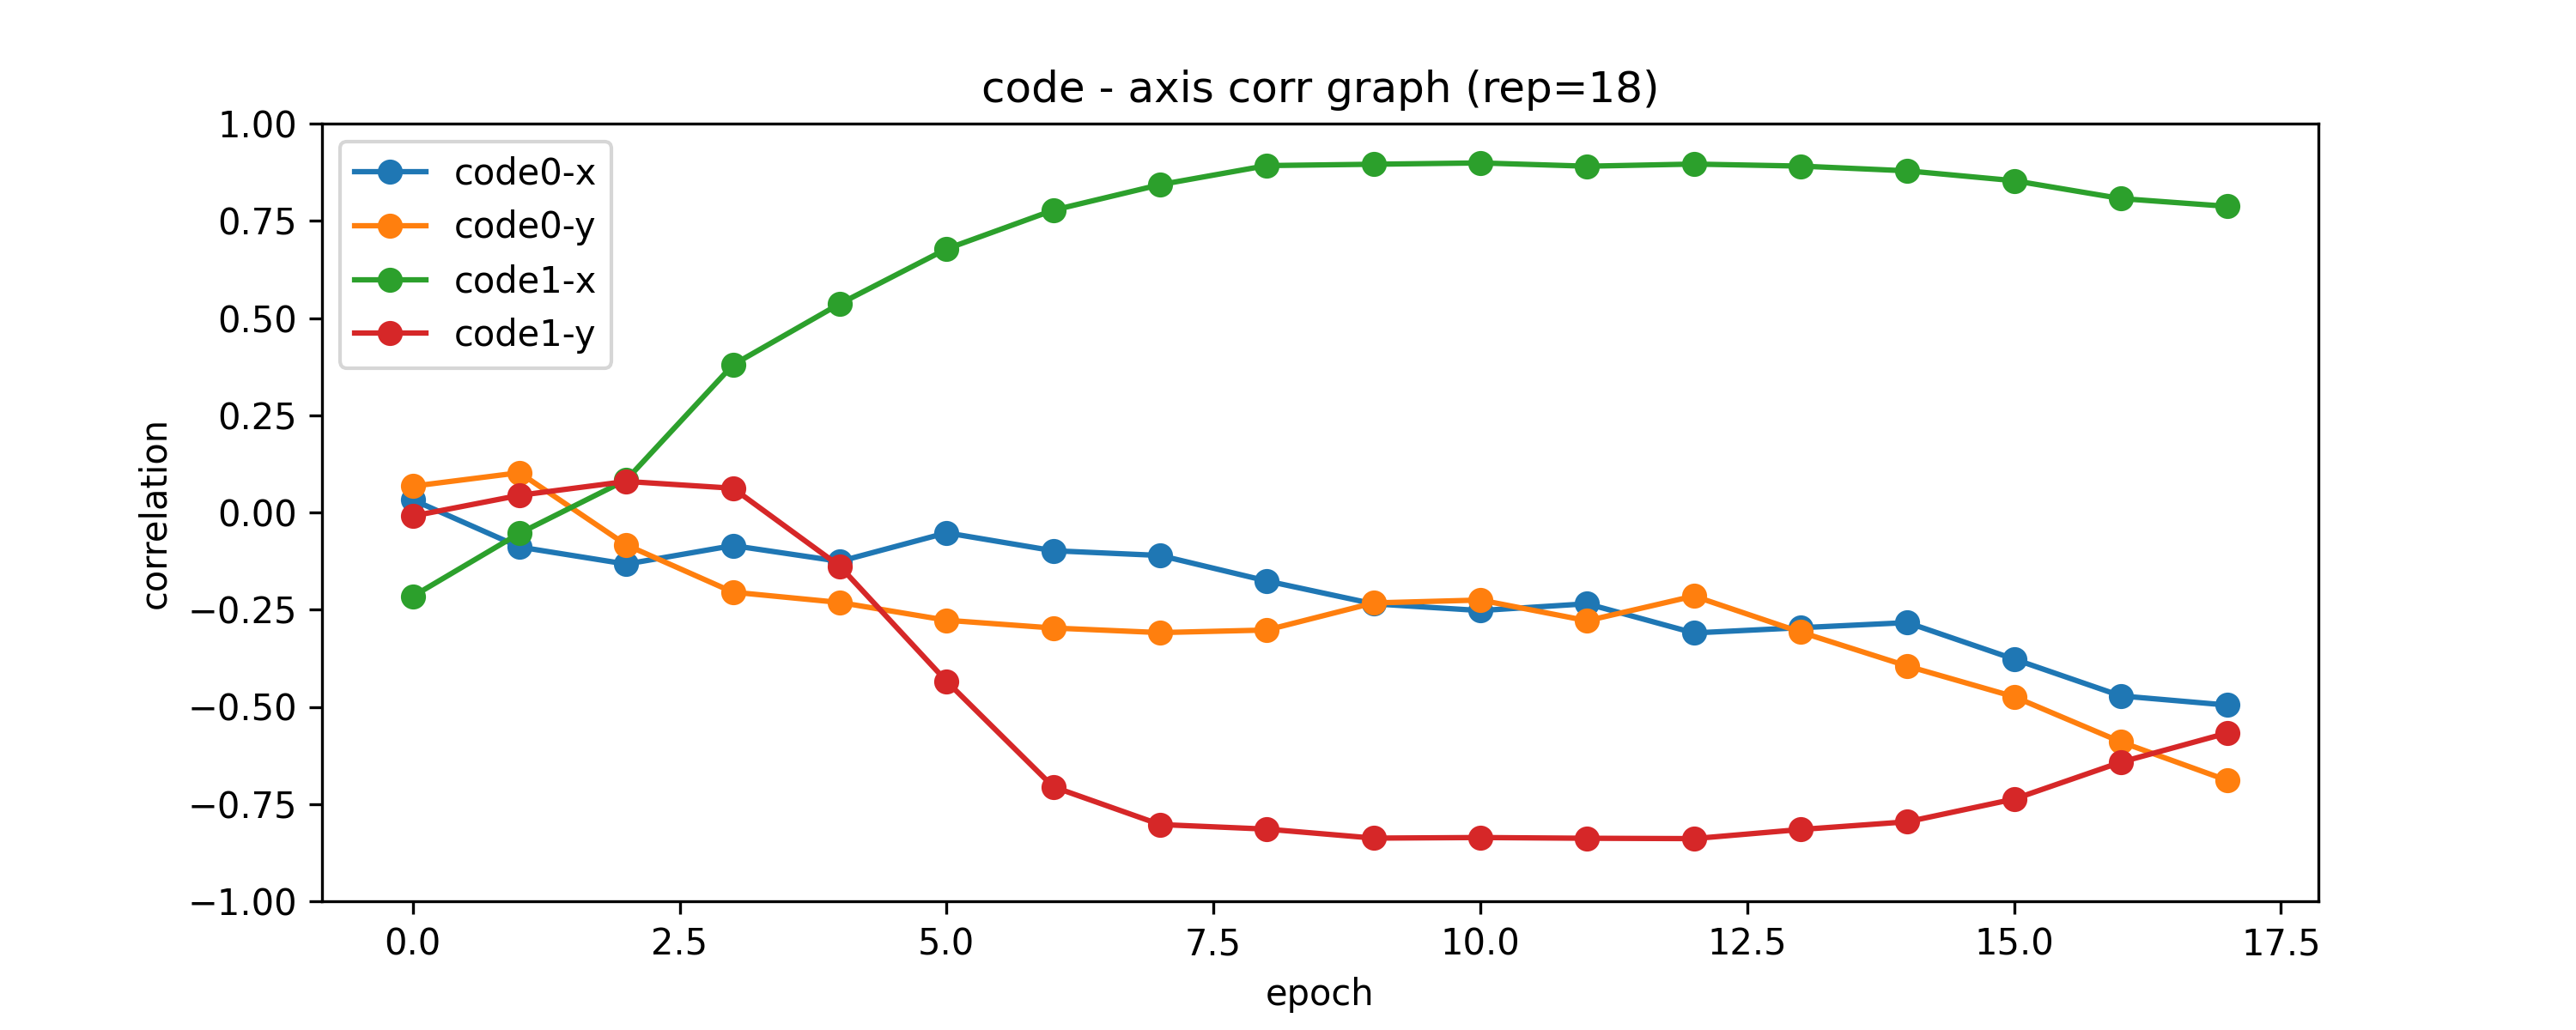 code - axis corr graph (rep=18)
1.00
0.75
0.50
0.25
0.00
−0.25
−0.50
−0.75
−1.00
correlation
code0-x
code0-y
code1-x
code1-y
0.0 2.5 5.0 7.5 10.0 12.5 15.0 17.5
epoch